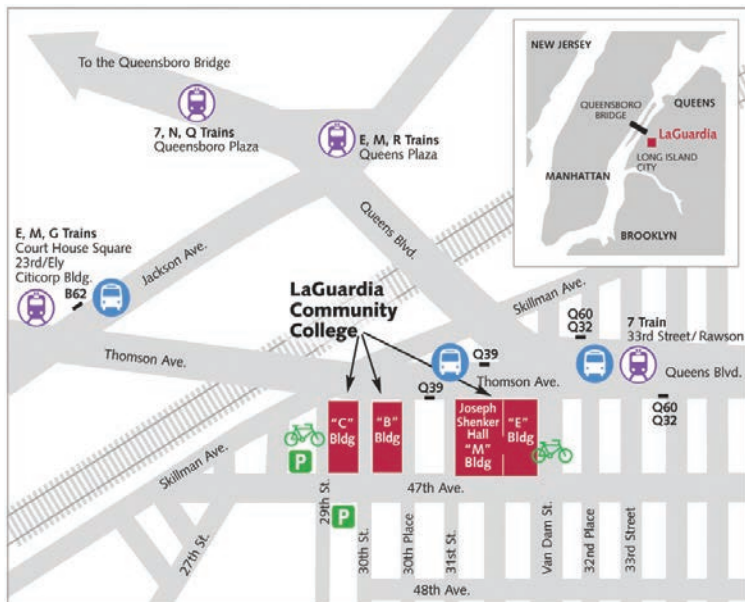 To the Queensboro Bridge
7, N, Q Trains
Queensboro Plaza
E, M, R Trains
Queens Plaza
NEW JERSEY
QUEENSBORO
BRIDGE
QUEENS
LaGuardia
LONG ISLAND
CITY
MANHATTAN
BROOKLYN
E, M, G Trains
Court House Square
23rd/Ely
Citicorp Bldg.
B62
Jackson Ave.
Queens Blvd.
Skillman Ave.
LaGuardia
Community
College
Q60
Q32
7 Train
33rd Street/Rawson
Thomson Ave.
Q39
Q39
Thomson Ave.
Queens Blvd.
Q60
Q32
"C"
Bldg
"B"
Bldg
Joseph
Shenker
Hall
"M"
Bldg
"E"
Bldg
P
Skillman Ave.
47th Ave.
P
27th St.
29th St.
30th St.
30th Place
31st St.
Van Dam St.
32nd Place
33rd Street
48th Ave.